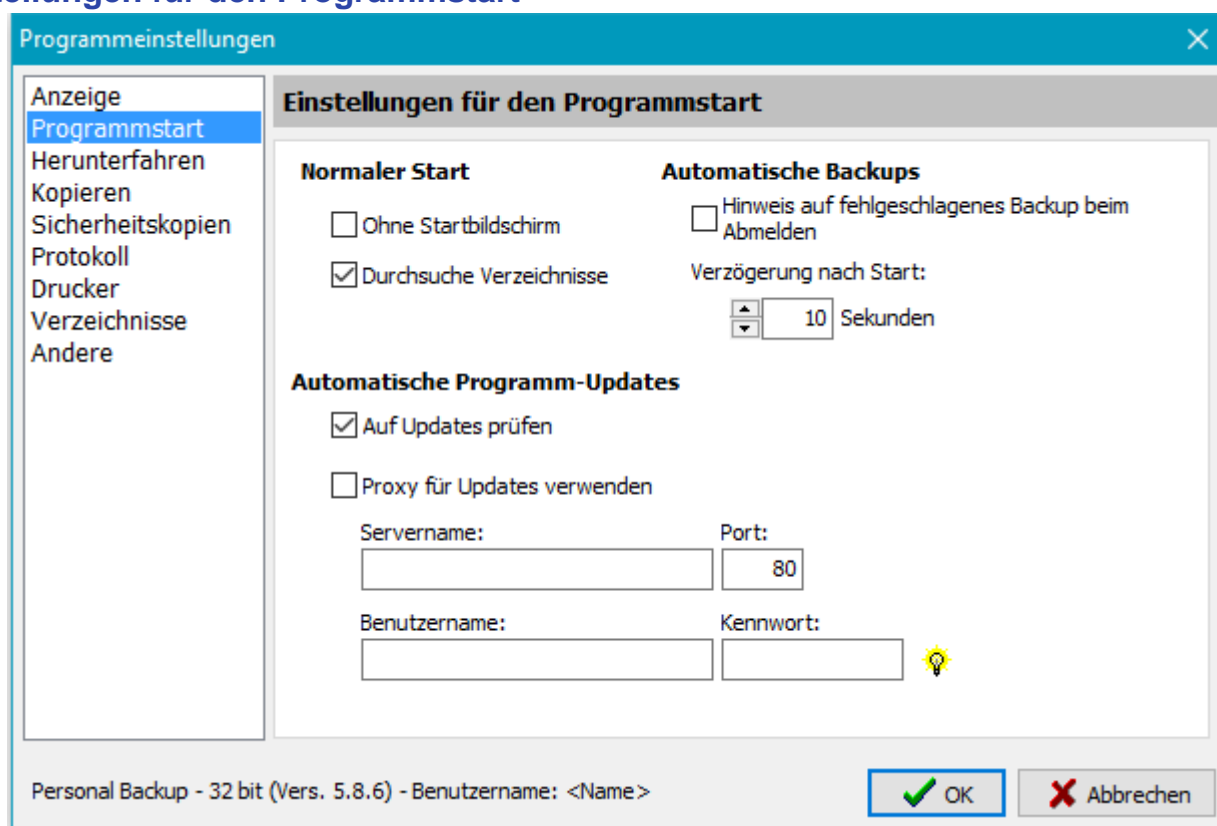 für den Programmstart
Programmeinstellungen
Anzeige
Programmstart
Herunterfahren
Kopieren
Sicherheitskopien
Protokoll
Drucker
Verzeichnisse
Andere
Einstellungen für den Programmstart
Normaler Start
Ohne Startbildschirm
Durchsuche Verzeichnisse
Automatische Backups
Hinweis auf fehlgeschlagenes Backup beim
Abmelden
Verzögerung nach Start:
10 Sekunden
Automatische Programm-Updates
Auf Updates prüfen
Proxy für Updates verwenden
Servername: Port:
80
Benutzername: Kennwort:
Personal Backup - 32 bit (Vers. 5.8.6) - Benutzername: <Name>
OK Abbrechen